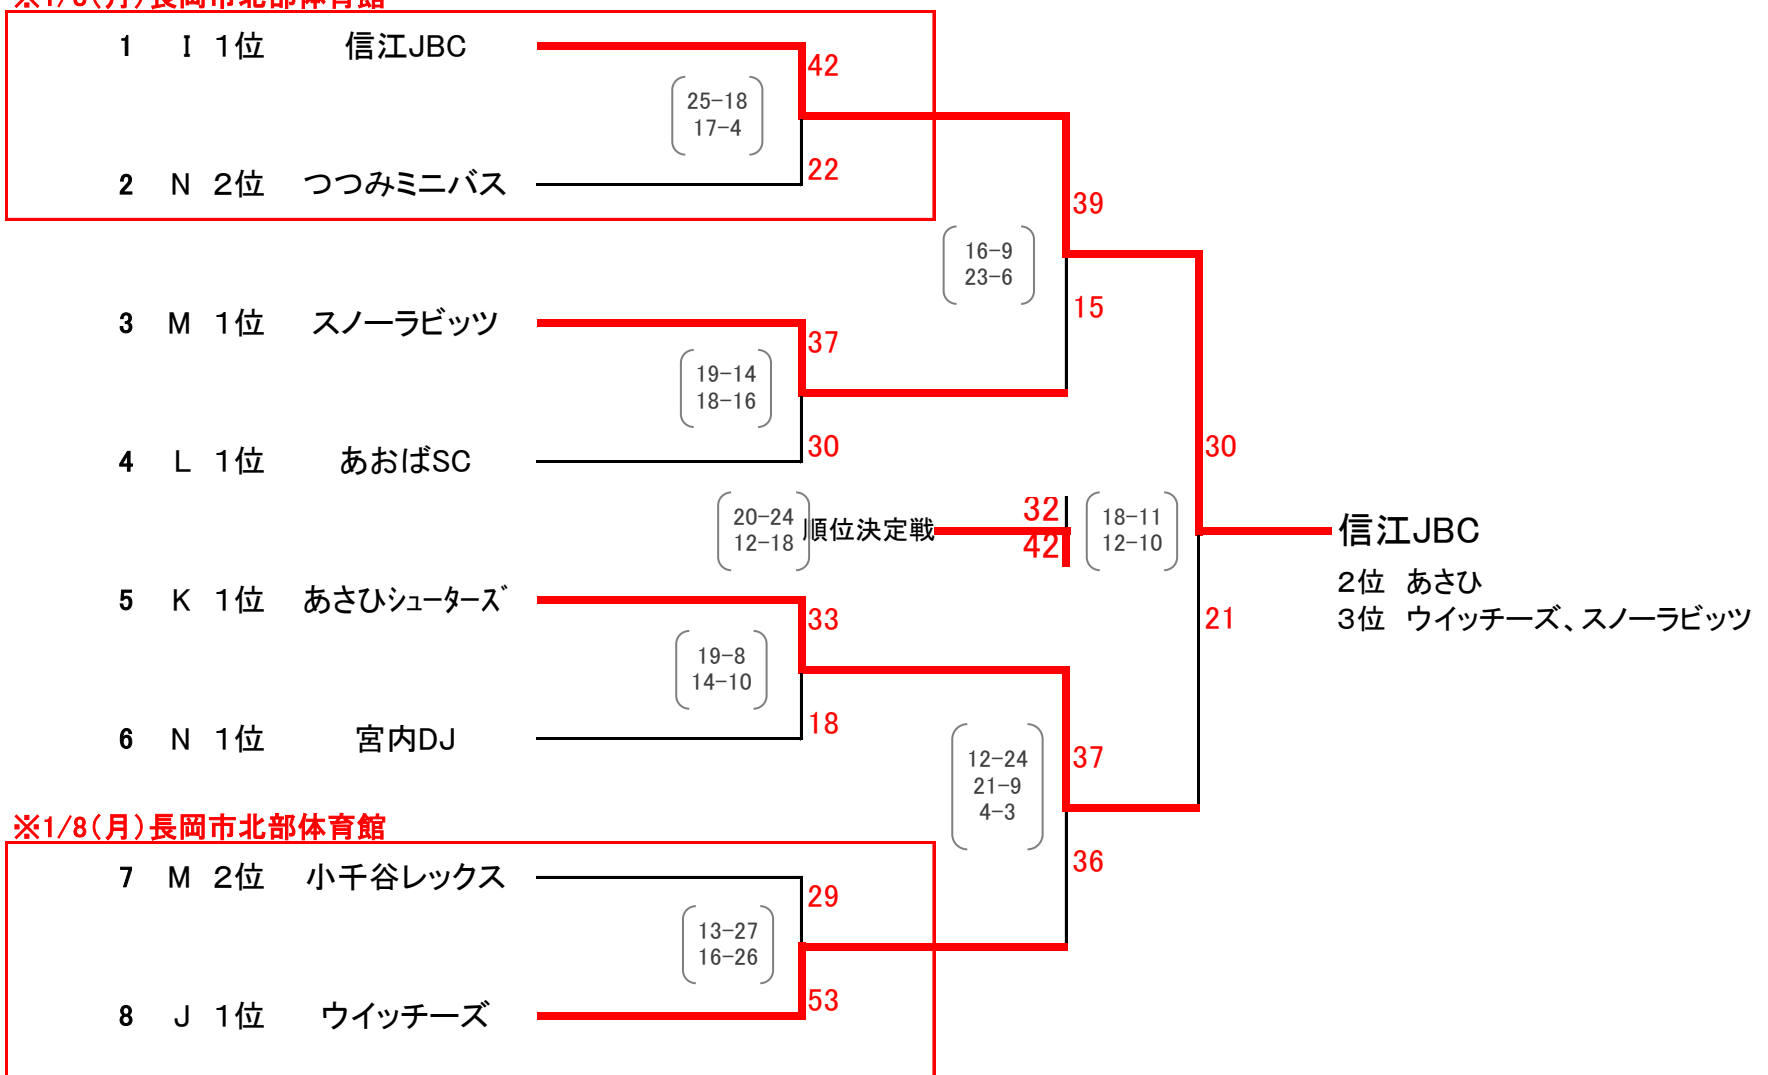 1 I 1位 信江JBC
42
25-18
17-4
22
2 N 2位 つつみミニバス
39
16-9
23-6
15
3 M 1位 スノーラビッツ
37
19-14
18-16
30
4 L 1位 あおばSC
30
20-24
12-18
順位決定戦
32
42
18-11
12-10
信江JBC
2位 あさひ
3位 ウイッチーズ、スノーラビッツ
21
5 K 1位 あさひシューターズ
33
19-8
14-10
18
6 N 1位 宮内DJ
37
12-24
21-9
4-3
36
※1/8(月)長岡市北部体育館
7 M 2位 小千谷レックス
29
13-27
16-26
53
8 J 1位 ウイッチーズ